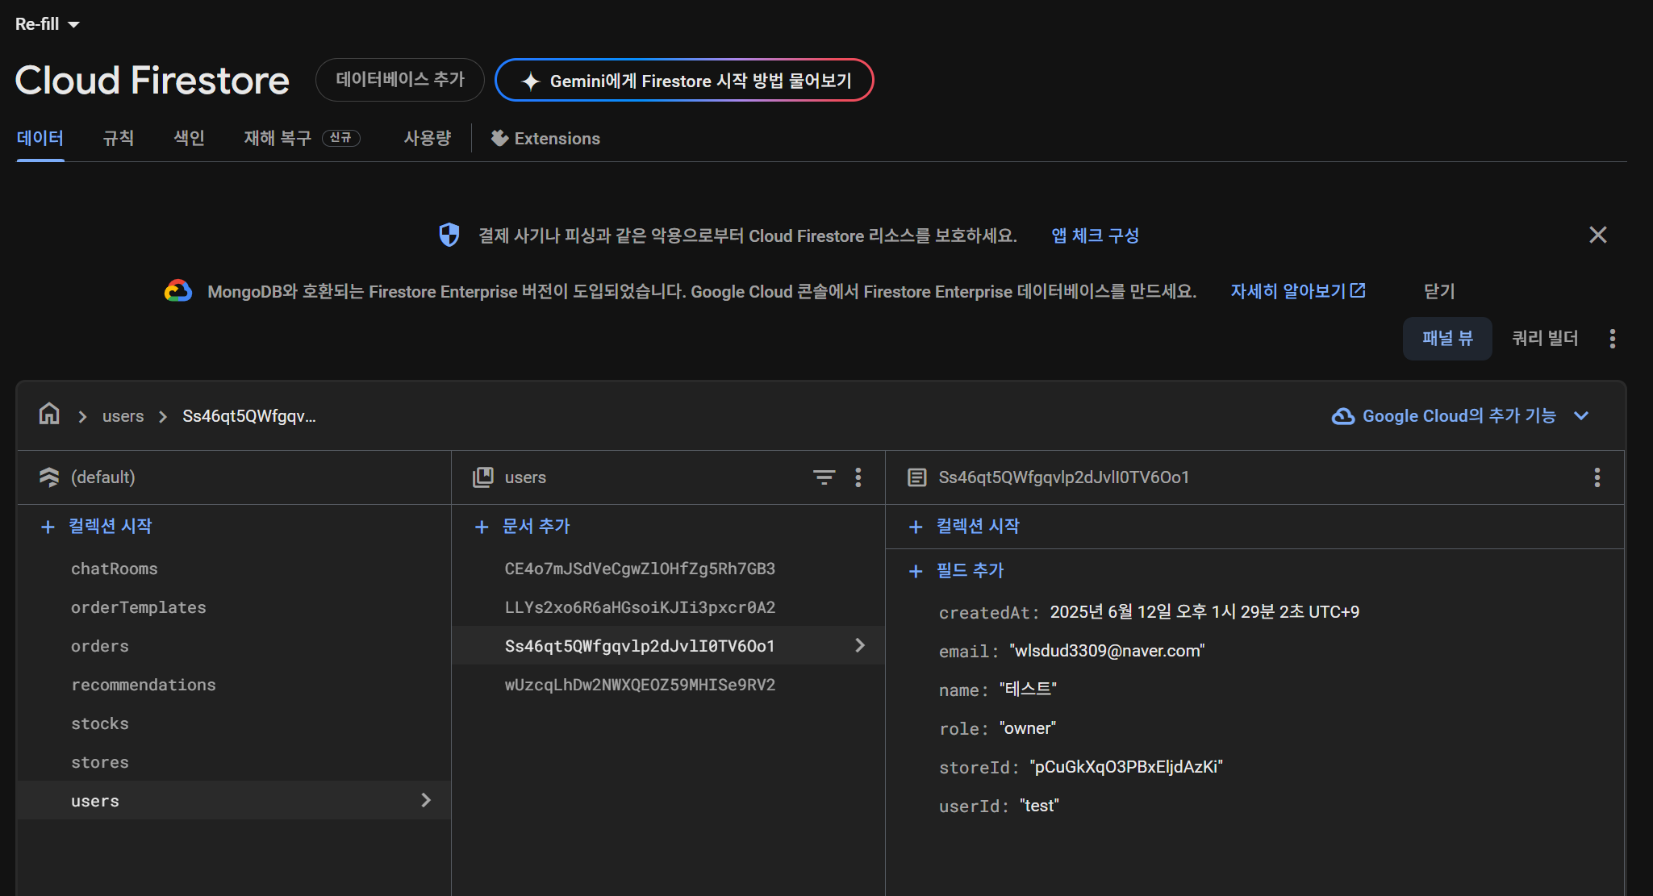 Re-fill
Cloud Firestore
데이터베이스 추가
Gemini에게 Firestore 시작 방법 물어보기
데이터
규칙
색인
재해 복구 신규
사용량
Extensions
결제 사기나 피싱과 같은 악용으로부터 Cloud Firestore 리소스를 보호하세요. 앱 체크 구성
MongoDB와 호환되는 Firestore Enterprise 버전이 도입되었습니다. Google Cloud 콘솔에서 Firestore Enterprise 데이터베이스를 만드세요. 자세히 알아보기 닫기
패널 뷰
쿼리 빌더
users
Ss46qt5QWfgqv...
Google Cloud의 추가 기능
(default)
+ 컬렉션 시작
chatRooms
orderTemplates
orders
recommendations
stocks
stores
users
users
+ 문서 추가
CE4o7mJSdVeCgwZlOHfZg5Rh7GB3
LLYs2xo6R6aHGsoiKJIi3pxcr0A2
Ss46qt5QWfgqvlp2dJvlI0TV6Oo1
wUzcqLhDw2NWXQEOZ59MHISe9RV2
Ss46qt5QWfgqvlp2dJvlI0TV6Oo1
+ 컬렉션 시작
+ 필드 추가
createdAt: 2025년 6월 12일 오후 1시 29분 2초 UTC+9
email: "wlsdud3309@naver.com"
name: "테스트"
role: "owner"
storeId: "pCuGkXqO3PBxEljdAzKi"
userId: "test"